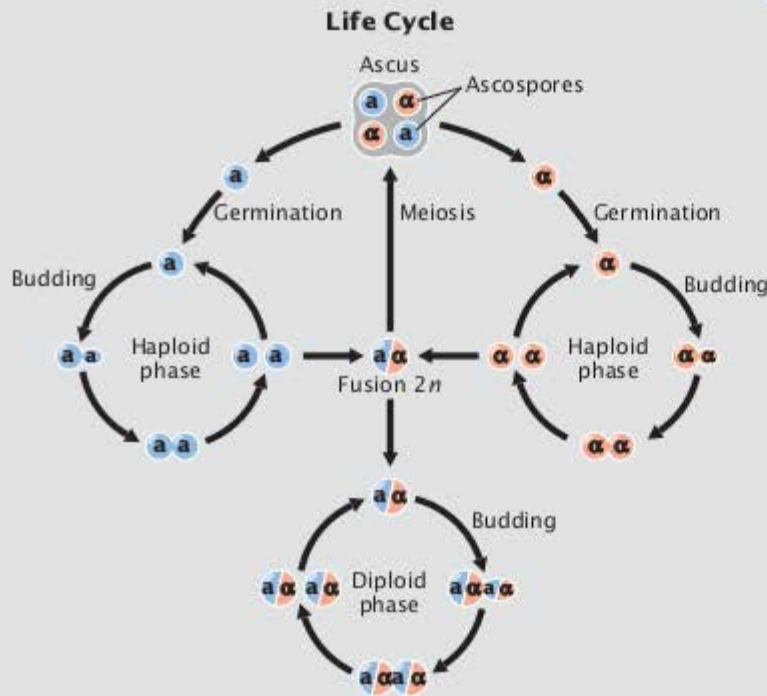 Life Cycle
Ascus
Ascospores
a α
α a
a
α
Germination
Meiosis
Germination
a
α
Budding
Budding
a a
Haploid
phase
a a
a α
α α
Haploid
phase
α α
Fusion 2n
a a
α α
a α
Budding
a α a α
Diploid
phase
a α a α
a α a α